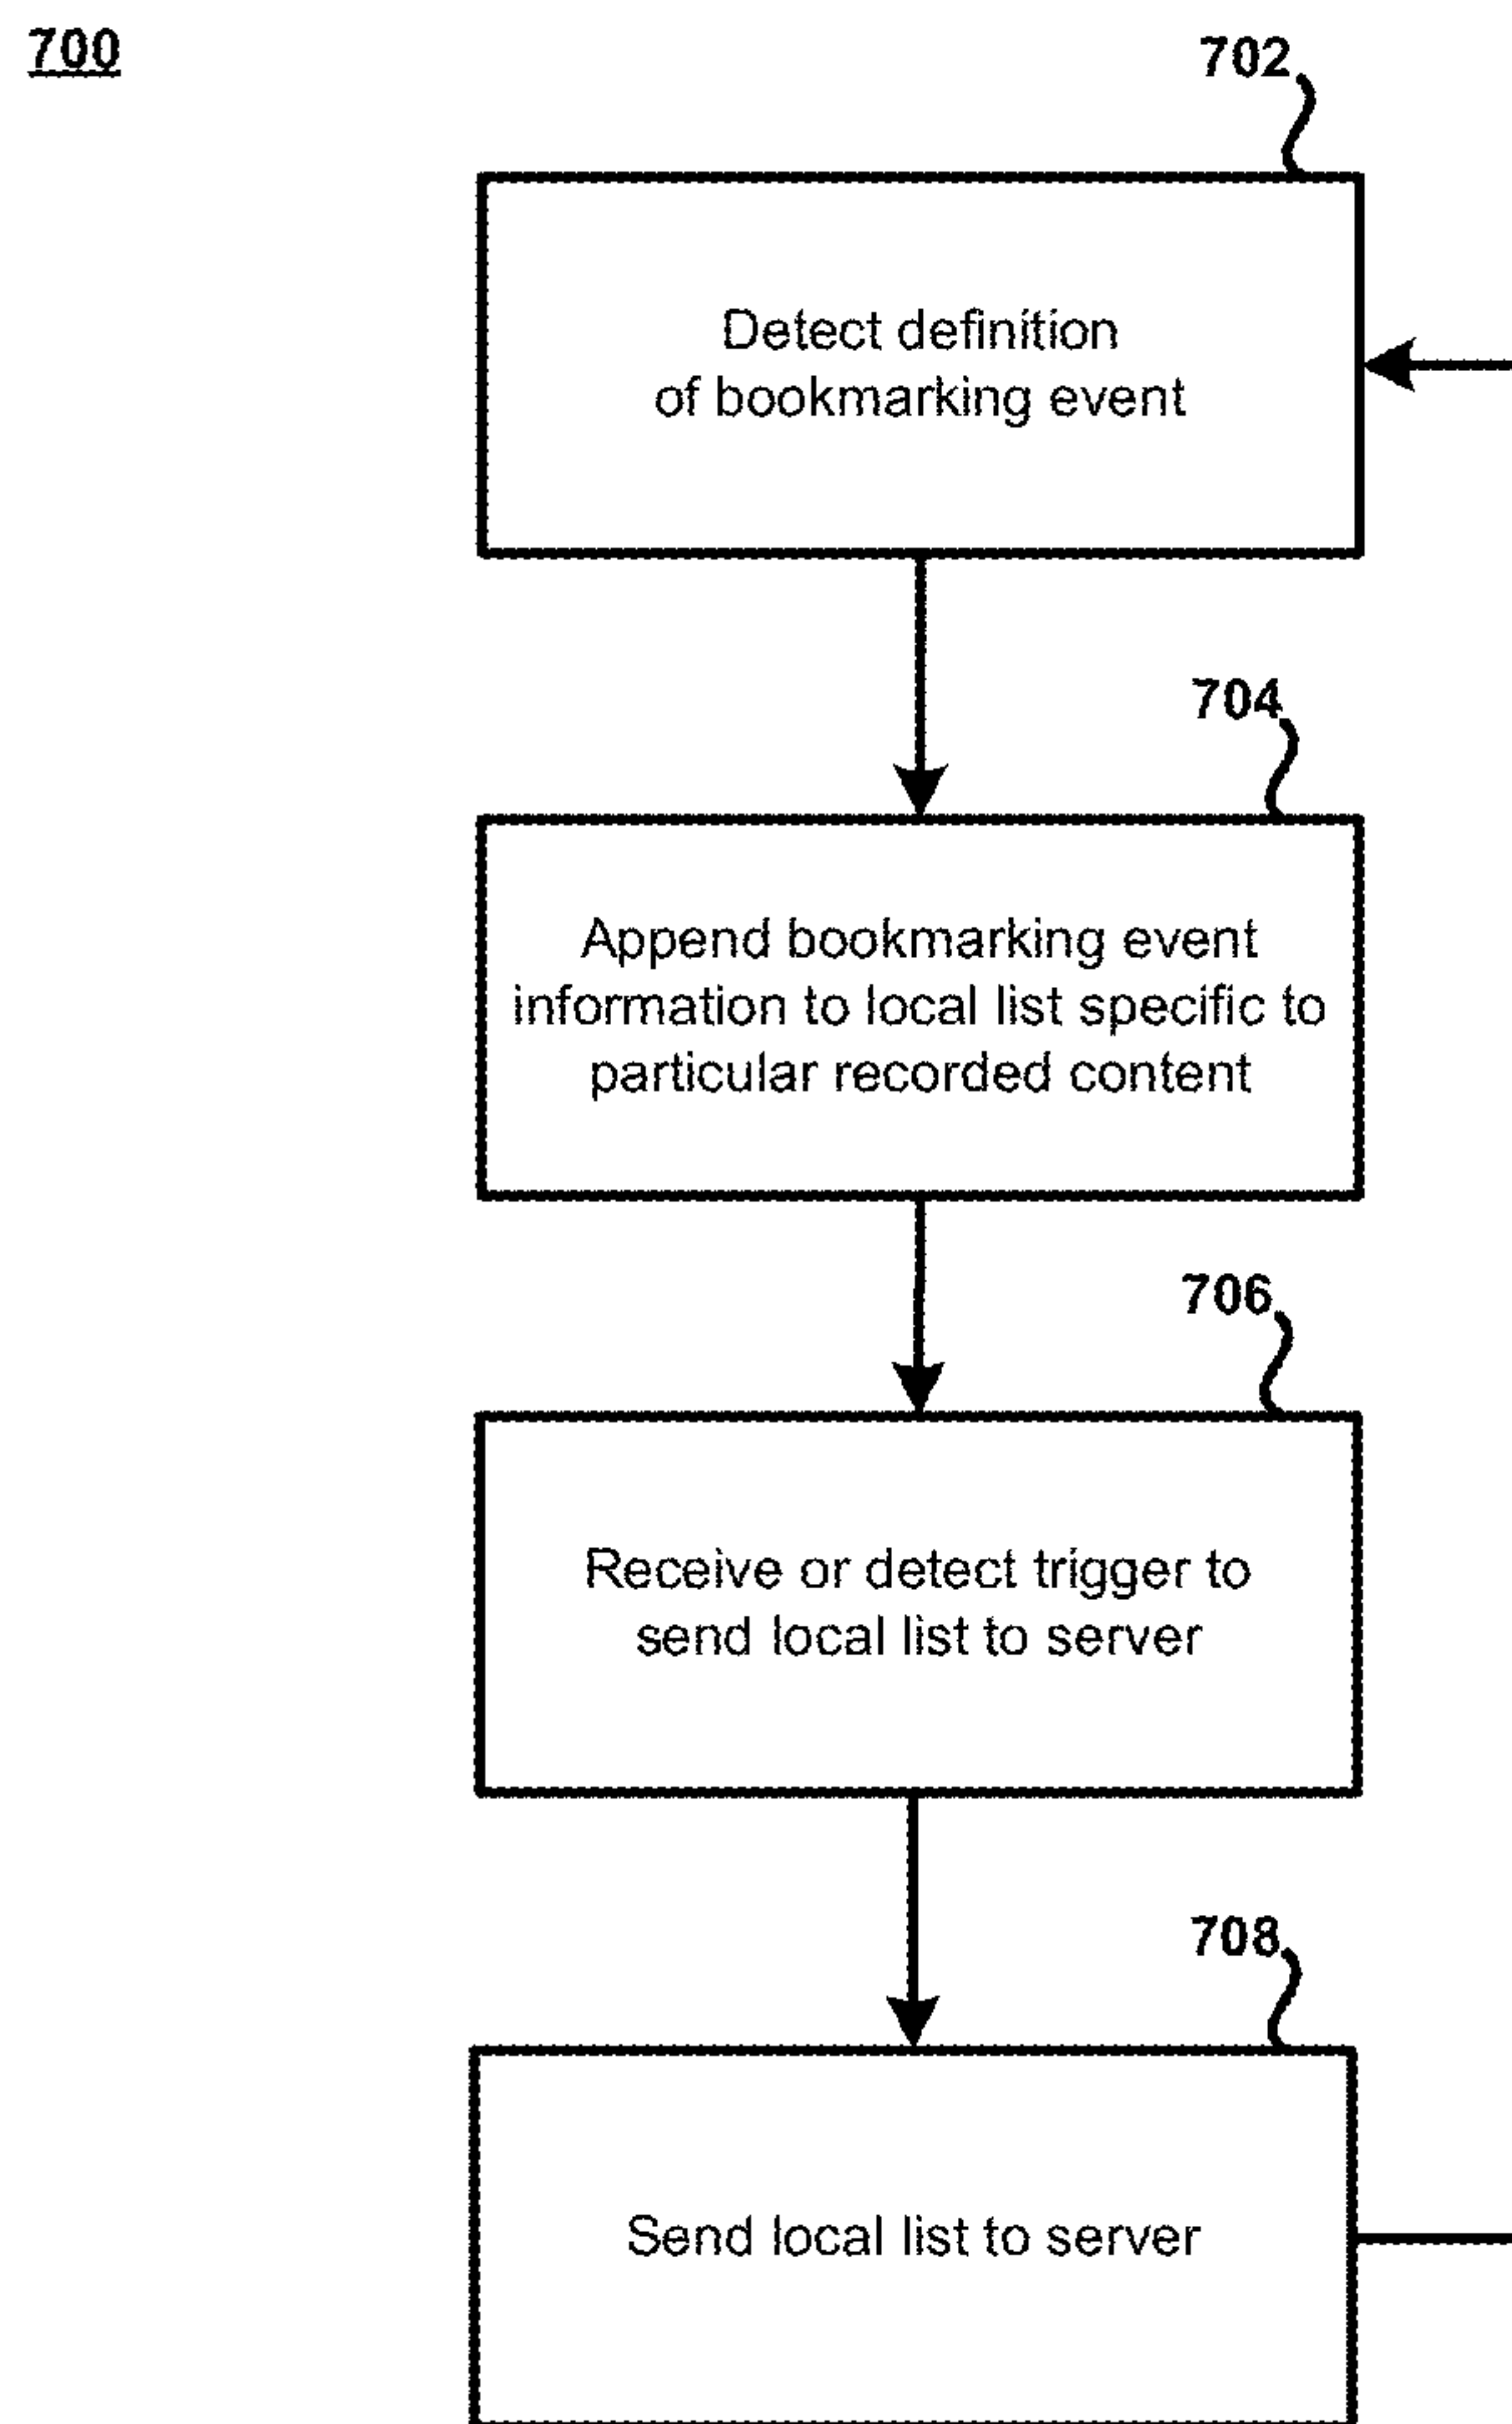 700
702
Detect definition
of bookmarking event
704
Append bookmarking event
information to local list specific to
particular recorded content
706
Receive or detect trigger to
send local list to server
708
Send local list to server